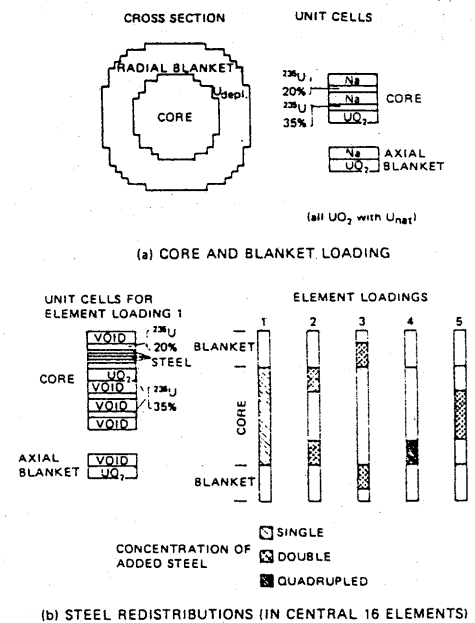 CROSS SECTION
UNIT CELLS
RADIAL BLANKET
Udepl.
CORE
235U
20%
235U
35%
Na
Na
UO2
CORE
Na
UO2
AXIAL
BLANKET
(all UO2 with Unat)
(a) CORE AND BLANKET LOADING
UNIT CELLS FOR
ELEMENT LOADING 1
VOID
235U
20%
STEEL
CORE
UO2
VOID
VOID
VOID
235U
35%
AXIAL
BLANKET
VOID
UO2
ELEMENT LOADINGS
1 2 3 4 5
BLANKET
CORE
BLANKET
CONCENTRATION OF
ADDED STEEL
SINGLE
DOUBLE
QUADRUPLED
(b) STEEL REDISTRIBUTIONS (IN CENTRAL 16 ELEMENTS)